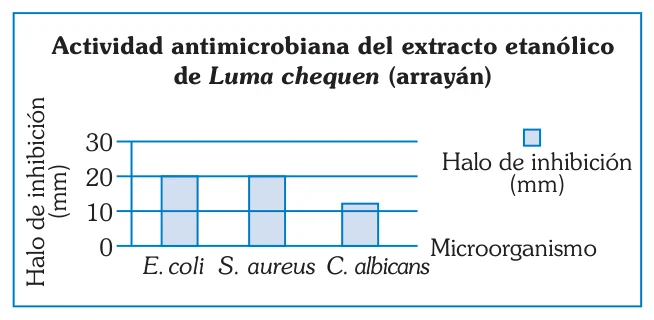 Actividad antimicrobiana del extracto etanólico
de Luma chequen (arrayán)
Halo de inhibición
(mm)
30
20
10
0
E. coli
S. aureus
C. albicans
Microorganismo
Halo de inhibición
(mm)